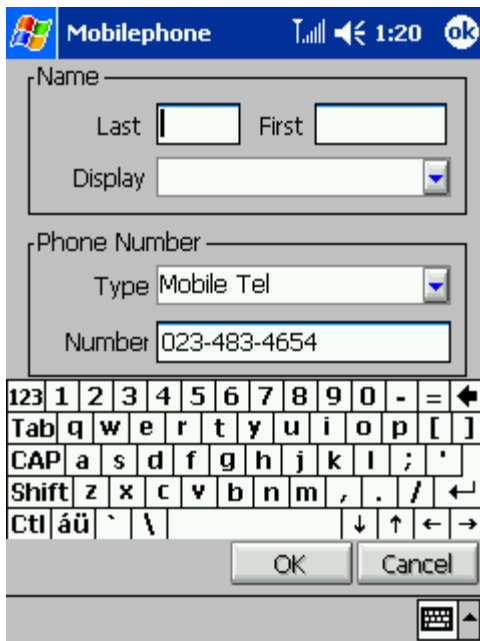 Mobilephone 1:20 ok
Name
Last First
Display
Phone Number
Type Mobile Tel
Number 023-483-4654
123 1 2 3 4 5 6 7 8 9 0 - =
Tab q w e r t y u i o p [ ]
CAP a s d f g h j k l ; '
Shift z x c v b n m , . / ↵
Ctl áü ` \ ↓ ↑ ← →
OK Cancel